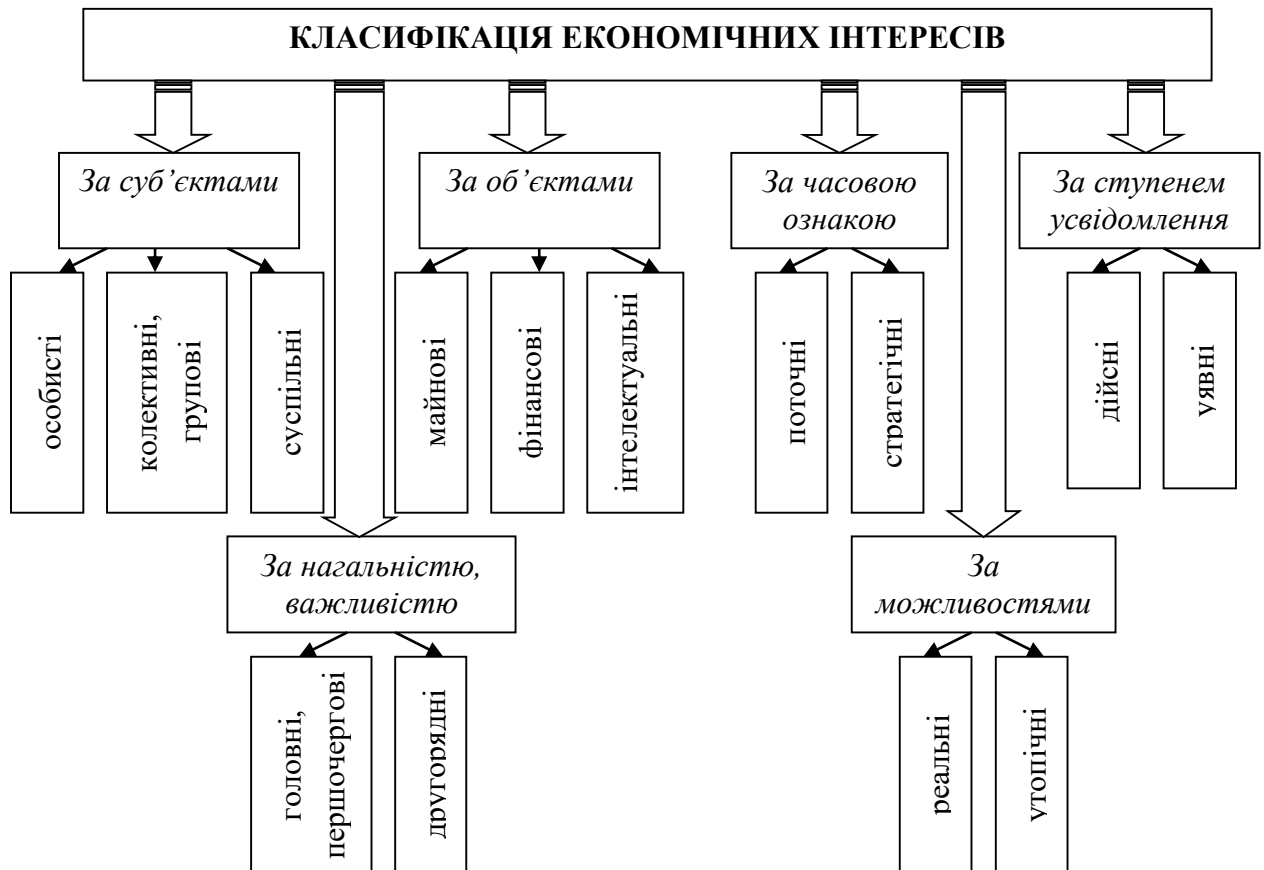 КЛАСИФІКАЦІЯ ЕКОНОМІЧНИХ ІНТЕРЕСІВ
За суб’єктами
За об’єктами
За часовою
ознакою
За ступенем
усвідомлення
особисті
колективні,
групові
суспільні
майнові
фінансові
інтелектуальні
поточні
стратегічні
дійсні
уявні
За нагальністю,
важливістю
За
можливостями
головні,
першочергові
другорядні
реальні
утопічні